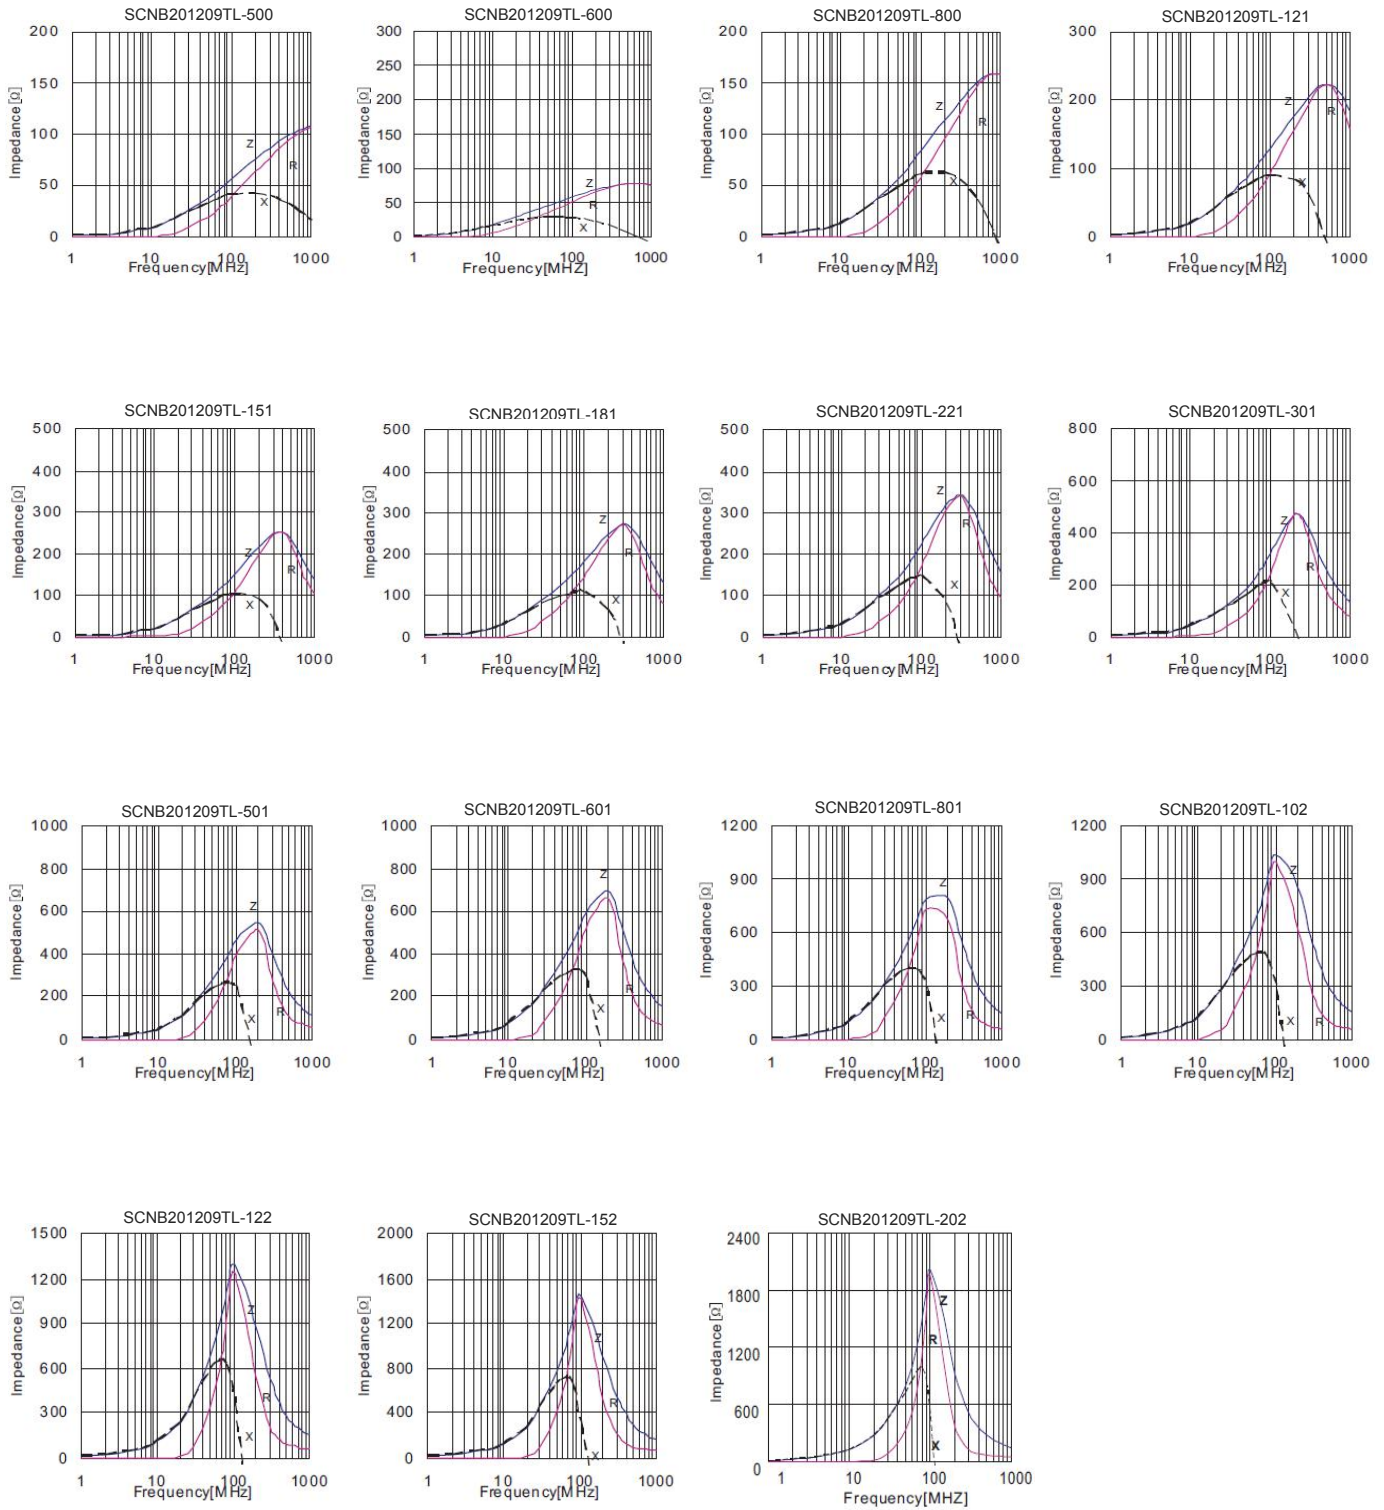 SCNB201209TL-500
200
150
100
50
0
Impedance[Ω]
Z
R
X
1
10
100
1000
Frequency[MHz]
SCNB201209TL-600
300
250
200
150
100
50
0
Impedance[Ω]
Z
R
X
1
10
100
1000
Frequency[MHZ]
SCNB201209TL-800
200
150
100
50
0
Impedance[Ω]
Z
R
X
1
10
100
1000
Frequency[MHz]
SCNB201209TL-121
300
200
100
0
Impedance[Ω]
Z
R
X
1
10
100
1000
Frequency[MHz]
SCNB201209TL-151
500
400
300
200
100
0
Impedance[Ω]
Z
R
X
1
10
100
1000
Frequency[MHz]
SCNB201209TL-181
500
400
300
200
100
0
Impedance[Ω]
Z
R
X
1
10
100
1000
Frequency[MHz]
SCNB201209TL-221
500
400
300
200
100
0
Impedance[Ω]
Z
R
X
1
10
100
1000
Frequency[MHz]
SCNB201209TL-301
800
600
400
200
0
Impedance[Ω]
Z
R
X
1
10
100
1000
Frequency[MHz]
SCNB201209TL-501
1000
800
600
400
200
0
Impedance[Ω]
Z
R
X
1
10
100
1000
Frequency[MHz]
SCNB201209TL-601
1000
800
600
400
200
0
Impedance[Ω]
Z
R
X
1
10
100
1000
Frequency[MHz]
SCNB201209TL-801
1200
900
600
300
0
Impedance[Ω]
Z
R
X
1
10
100
1000
Frequency[MHz]
SCNB201209TL-102
1200
900
600
300
0
Impedance[Ω]
Z
R
X
1
10
100
1000
Frequency[MHz]
SCNB201209TL-122
1500
1200
900
600
300
0
Impedance[Ω]
Z
R
X
1
10
100
1000
Frequency[MHz]
SCNB201209TL-152
2000
1600
1200
800
400
0
Impedance[Ω]
Z
R
X
1
10
100
1000
Frequency[MHz]
SCNB201209TL-202
2400
1800
1200
600
0
Impedance[Ω]
Z
R
X
1
10
100
1000
Frequency[MHZ]